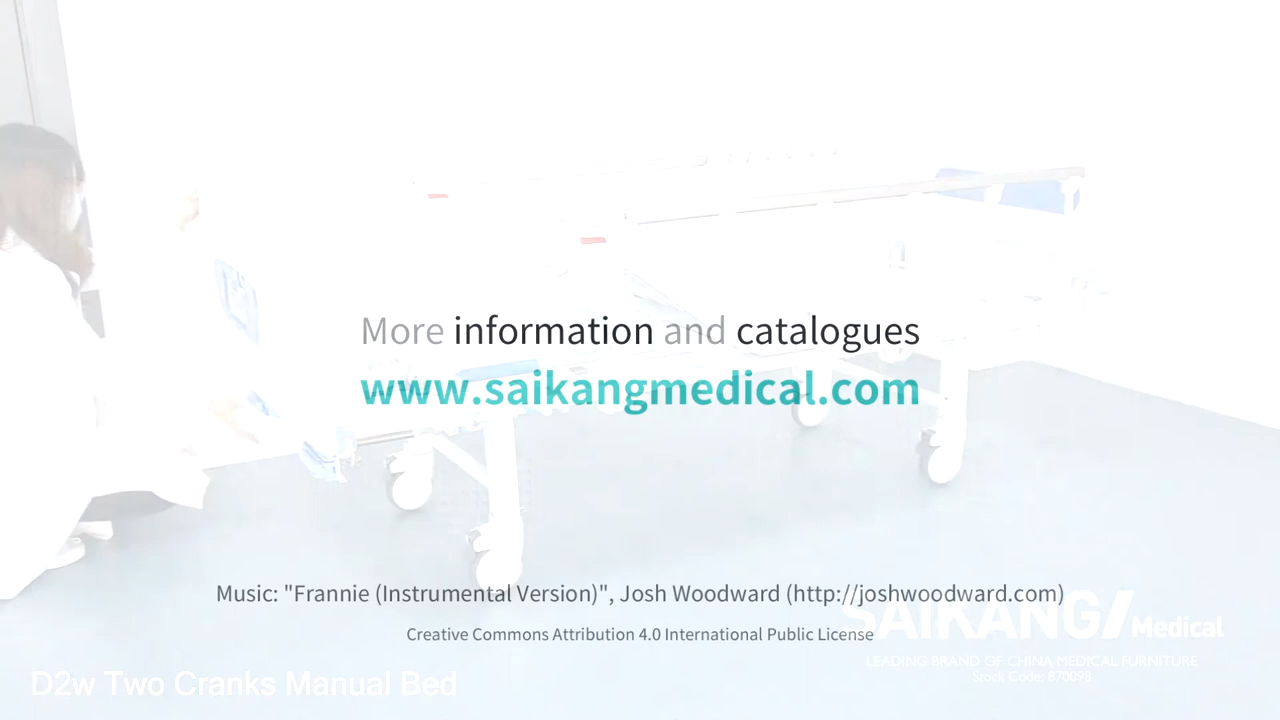 More information and catalogues
www.saikangmedical.com
Music: "Frannie (Instrumental Version)", Josh Woodward (http://joshwoodward.com)
SAIKANG Medical
Creative Commons Attribution 4.0 International Public License
LEADING BRAND OF CHINA MEDICAL FURNITURE
Stock Code: 870098
D2w Two Cranks Manual Bed